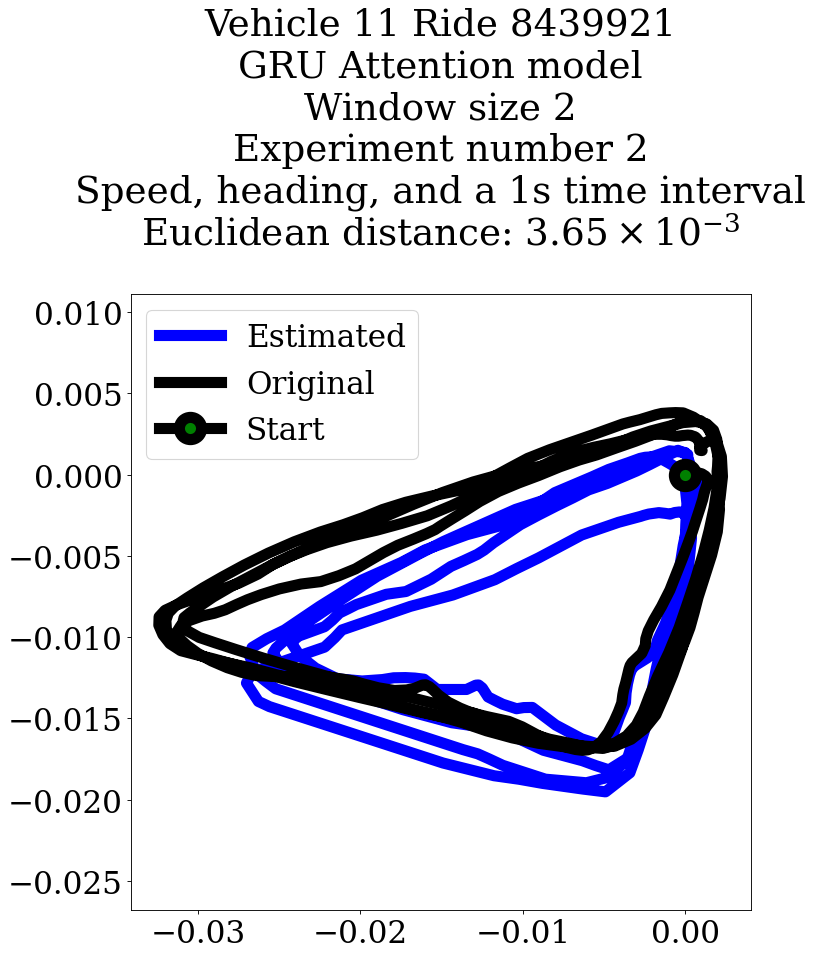 Vehicle 11 Ride 8439921
GRU Attention model
Window size 2
Experiment number 2
Speed, heading, and a 1s time interval
Euclidean distance: 3.65 × 10⁻³
0.010
0.005
0.000
−0.005
−0.010
−0.015
−0.020
−0.025
Estimated
Original
Start
−0.03 −0.02 −0.01 0.00